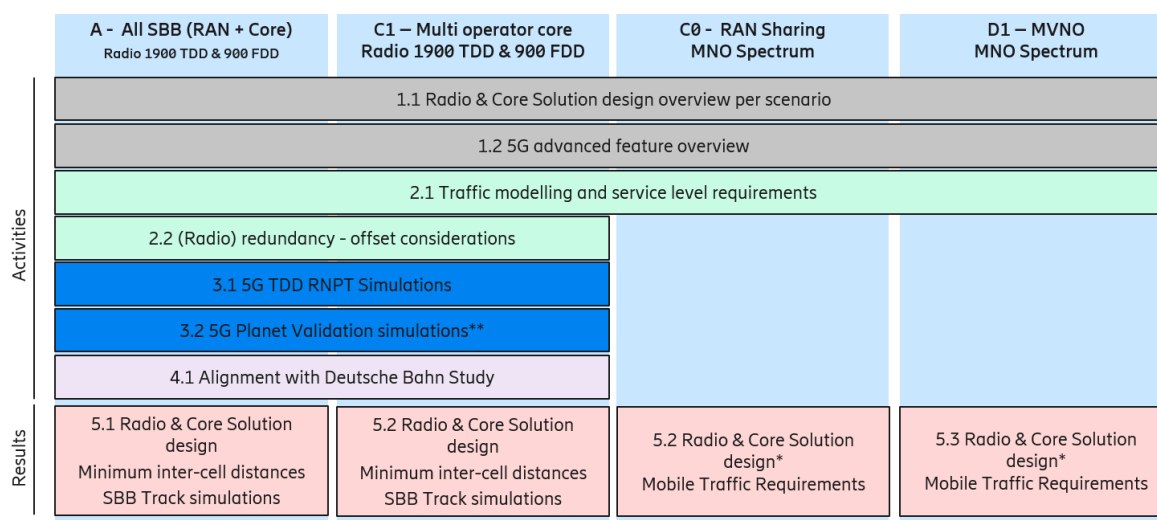 A - All SBB (RAN + Core)
Radio 1900 TDD & 900 FDD
C1 – Multi operator core
Radio 1900 TDD & 900 FDD
C0 - RAN Sharing
MNO Spectrum
D1 – MVNO
MNO Spectrum
Activities
1.1 Radio & Core Solution design overview per scenario
1.2 5G advanced feature overview
2.1 Traffic modelling and service level requirements
2.2 (Radio) redundancy - offset considerations
3.1 5G TDD RNPT Simulations
3.2 5G Planet Validation simulations**
4.1 Alignment with Deutsche Bahn Study
Results
5.1 Radio & Core Solution
design
Minimum inter-cell distances
SBB Track simulations
5.2 Radio & Core Solution
design
Minimum inter-cell distances
SBB Track simulations
5.2 Radio & Core Solution
design*
Mobile Traffic Requirements
5.3 Radio & Core Solution
design*
Mobile Traffic Requirements